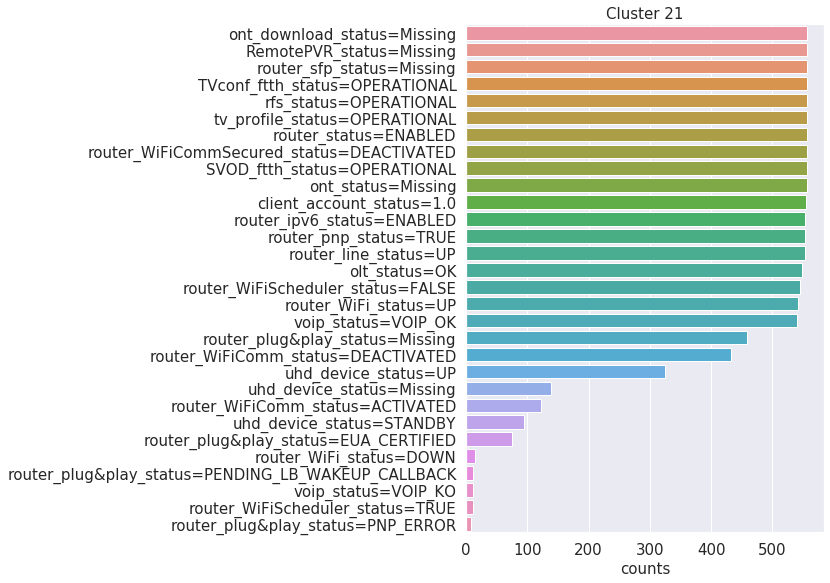 Cluster 21
ont_download_status=Missing
RemotePVR_status=Missing
router_sfp_status=Missing
TVconf_ftth_status=OPERATIONAL
rfs_status=OPERATIONAL
tv_profile_status=OPERATIONAL
router_status=ENABLED
router_WiFiCommSecured_status=DEACTIVATED
SVOD_ftth_status=OPERATIONAL
ont_status=Missing
client_account_status=1.0
router_ipv6_status=ENABLED
router_pnp_status=TRUE
router_line_status=UP
olt_status=OK
router_WiFiScheduler_status=FALSE
router_WiFi_status=UP
voip_status=VOIP_OK
router_plug&play_status=Missing
router_WiFiComm_status=DEACTIVATED
uhd_device_status=UP
uhd_device_status=Missing
router_WiFiComm_status=ACTIVATED
uhd_device_status=STANDBY
router_plug&play_status=EUA_CERTIFIED
router_WiFi_status=DOWN
router_plug&play_status=PENDING_LB_WAKEUP_CALLBACK
voip_status=VOIP_KO
router_WiFiScheduler_status=TRUE
router_plug&play_status=PNP_ERROR
0 100 200 300 400 500
counts